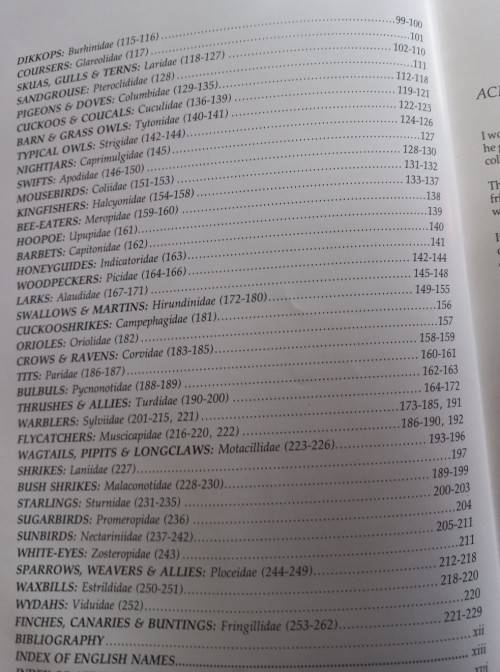 DIKKOPS: Burhinidae (115-116) ..... 99-100
COURSERS: Glareolidae (117) ..... 101
SKUAS, GULLS & TERNS: Laridae (118-127) ..... 102-110
SANDGROUSE: Pteroclididae (128) ..... 111
PIGEONS & DOVES: Columbidae (129-135) ..... 112-118
CUCKOOS & COUCALS: Cuculidae (136-139) ..... 119-121
BARN & GRASS OWLS: Tytonidae (140-141) ..... 122-123
TYPICAL OWLS: Strigidae (142-144) ..... 124-126
NIGHTJARS: Caprimulgidae (145) ..... 127
SWIFTS: Apodidae (146-150) ..... 128-130
MOUSEBIRDS: Coliidae (151-153) ..... 131-132
KINGFISHERS: Halcyonidae (154-158) ..... 133-137
BEE-EATERS: Meropidae (159-160) ..... 138
HOOPOE: Upupidae (161) ..... 139
BARBETS: Capitonidae (162) ..... 140
HONEYGUIDES: Indicatoridae (163) ..... 141
WOODPECKERS: Picidae (164-166) ..... 142-144
LARKS: Alaudidae (167-171) ..... 145-148
SWALLOWS & MARTINS: Hirundinidae (172-180) ..... 149-155
CUCKOOSHRIKES: Campephagidae (181) ..... 156
ORIOLES: Oriolidae (182) ..... 157
CROWS & RAVENS: Corvidae (183-185) ..... 158-159
TITS: Paridae (186-187) ..... 160-161
BULBULS: Pycnonotidae (188-189) ..... 162-163
THRUSHES & ALLIES: Turdidae (190-200) ..... 164-172
WARBLERS: Sylviidae (201-215, 221) ..... 173-185, 191
FLYCATCHERS: Muscicapidae (216-220, 222) ..... 186-190, 192
WAGTAILS, PIPITS & LONGCLAWS: Motacillidae (223-226) ..... 193-196
SHRIKES: Laniidae (227) ..... 197
BUSH SHRIKES: Malaconotidae (228-230) ..... 189-199
STARLINGS: Sturnidae (231-235) ..... 200-203
SUGARBIRDS: Promeropidae (236) ..... 204
SUNBIRDS: Nectariniidae (237-242) ..... 205-211
WHITE-EYES: Zosteropidae (243) ..... 211
SPARROWS, WEAVERS & ALLIES: Ploceidae (244-249) ..... 212-218
WAXBILLS: Estrildidae (250-251) ..... 218-220
WYDAHS: Viduidae (252) ..... 220
FINCHES, CANARIES & BUNTINGS: Fringillidae (253-262) ..... 221-229
BIBLIOGRAPHY ..... xii
INDEX OF ENGLISH NAMES ..... xiii